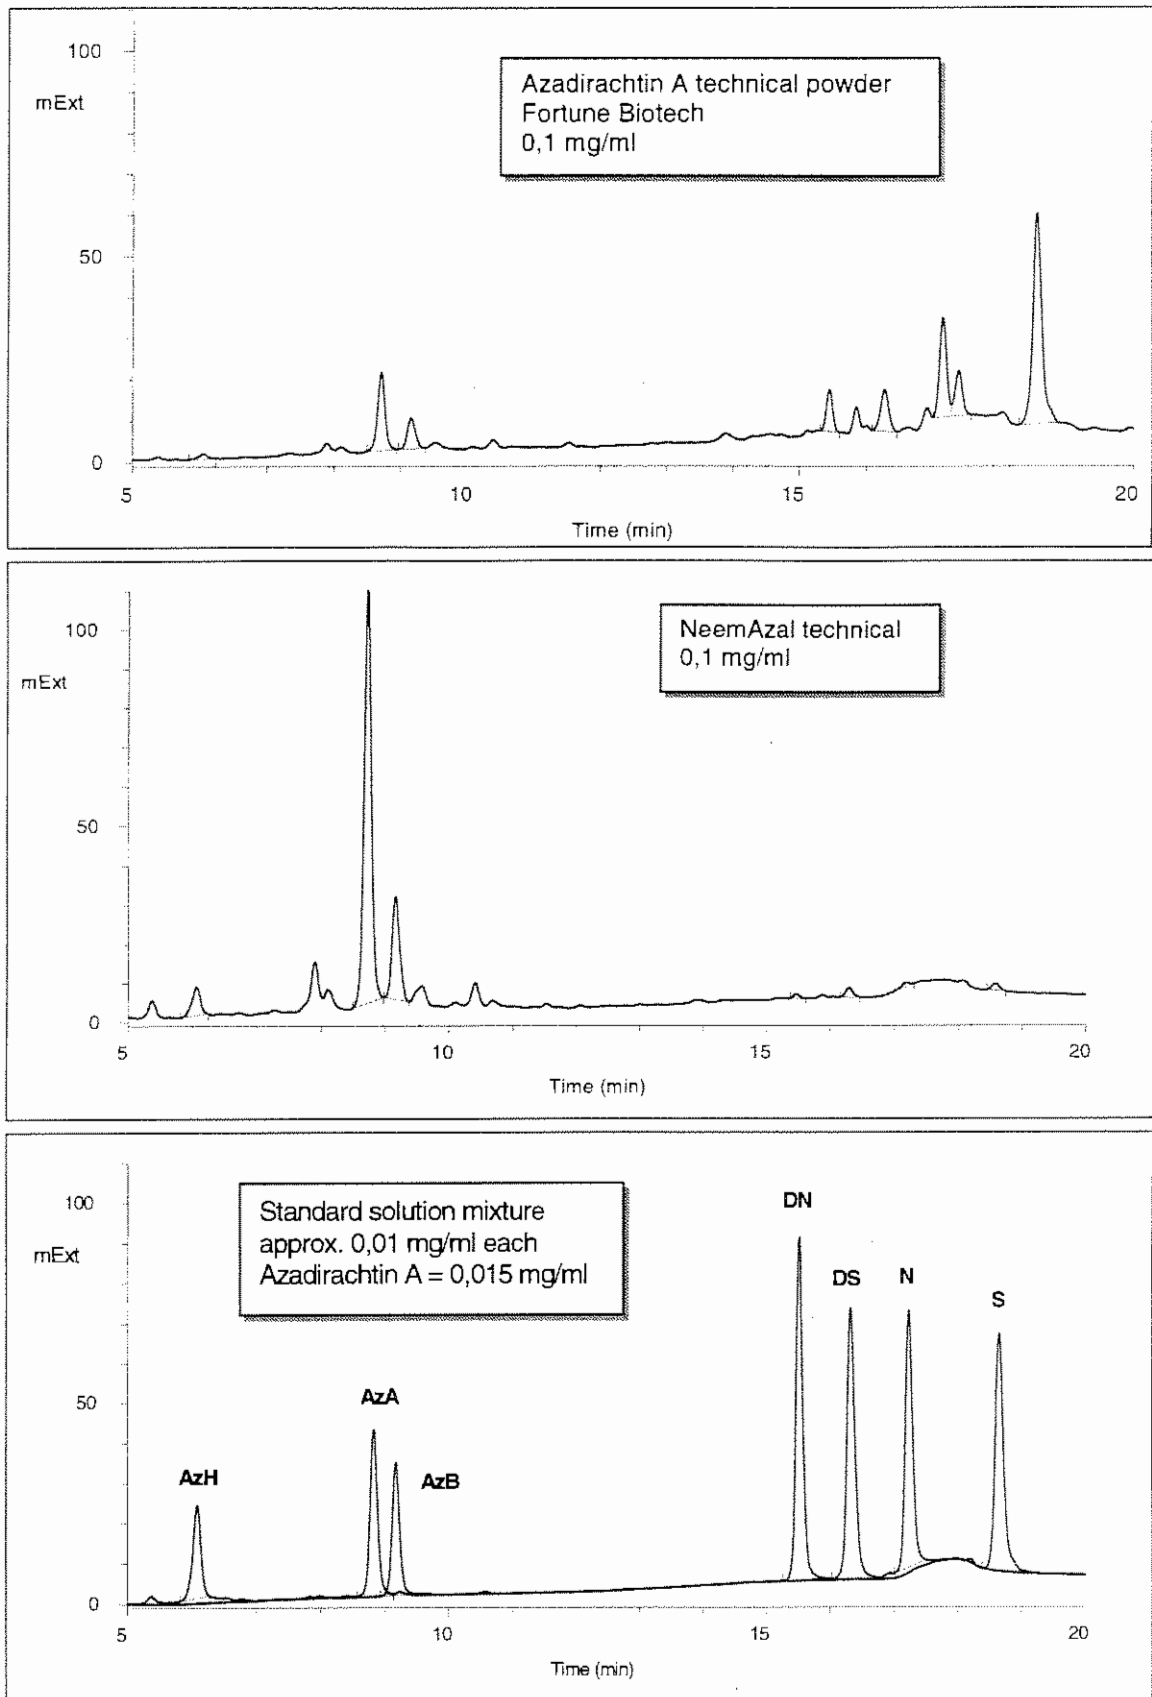 100
mExt
Azadirachtin A technical powder
Fortune Biotech
0,1 mg/ml
50
0
5 10 15 20
Time (min)
100
NeemAzal technical
0,1 mg/ml
mExt
50
0
5 10 15 20
Time (min)
100
mExt
Standard solution mixture
approx. 0,01 mg/ml each
Azadirachtin A = 0,015 mg/ml
DN
DS N
S
50
AzA
AzH AzB
0
5 10 15 20
Time (min)